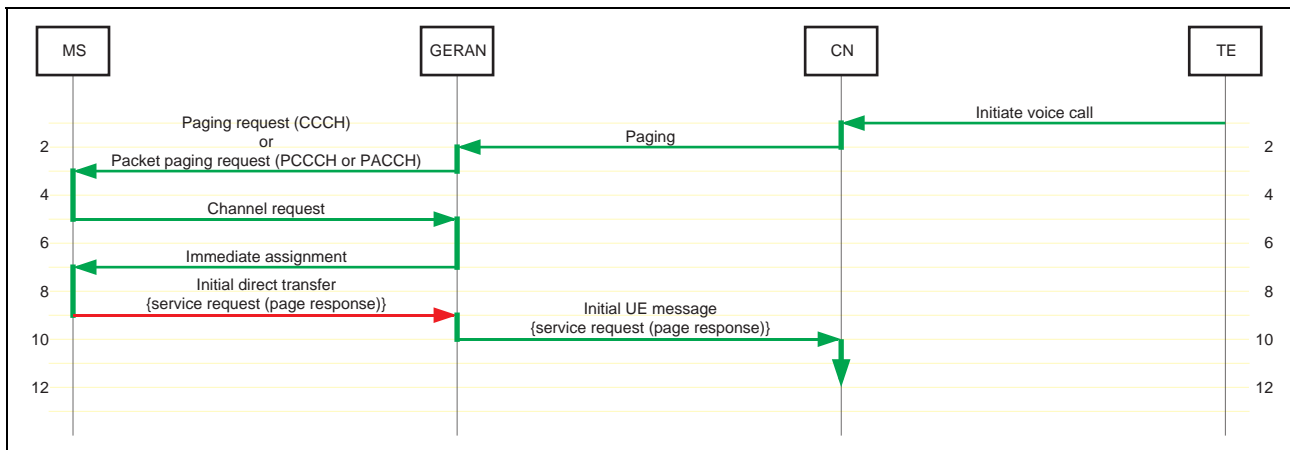 MS
GERAN
CN
TE
Initiate voice call
Paging request (CCCH)
or
Packet paging request (PCCCH or PACCH)
Paging
2
2
4
4
Channel request
6
6
Immediate assignment
Initial direct transfer
{service request (page response)}
8
8
Initial UE message
{service request (page response)}
10
10
12
12